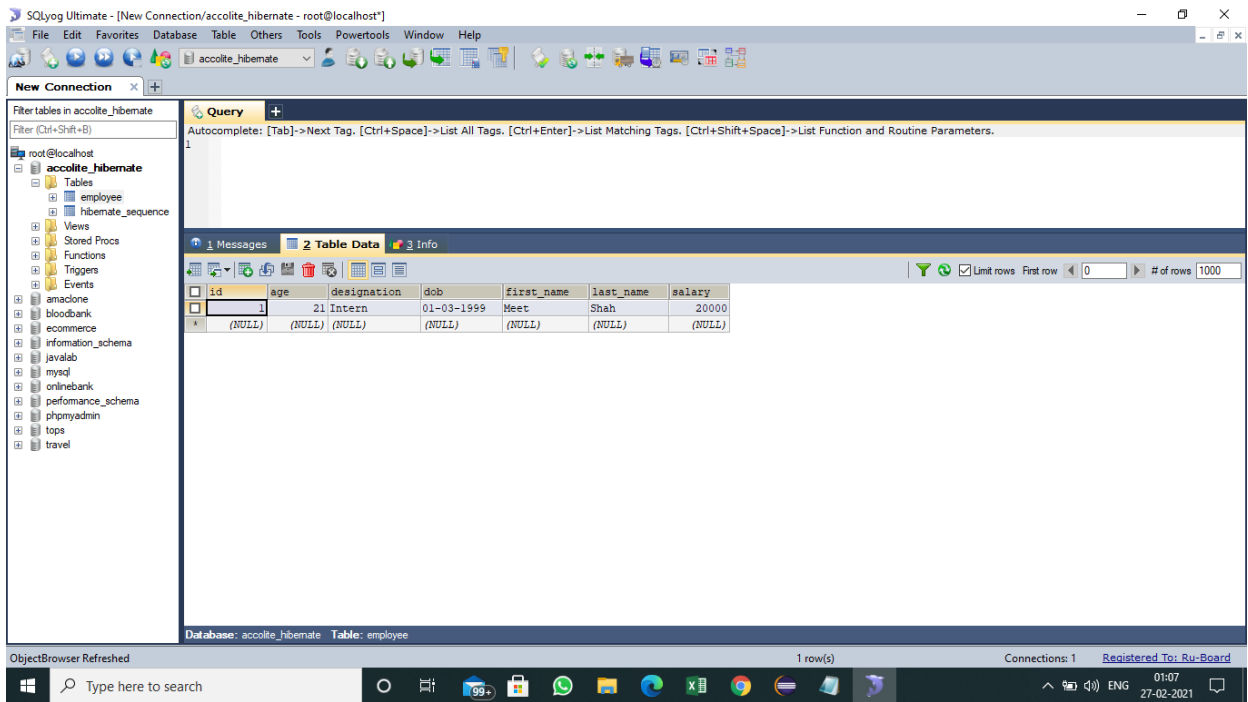 SQLyog Ultimate - [New Connection/accolite_hibernate - root@localhost*]
File Edit Favorites Database Table Others Tools Powertools Window Help
accolite_hibernate
New Connection
Filter tables in accolite_hibernate
Filter (Ctrl+Shift+B)
root@localhost
accolite_hibernate
Tables
employee
hibernate_sequence
Views
Stored Procs
Functions
Triggers
Events
amaclone
bloodbank
ecommerce
information_schema
javalab
mysql
onlinebank
performance_schema
phpmyadmin
tops
travel
Query
Autocomplete: [Tab]->Next Tag. [Ctrl+Space]->List All Tags. [Ctrl+Enter]->List Matching Tags. [Ctrl+Shift+Space]->List Function and Routine Parameters.
1
1 Messages 2 Table Data 3 Info
Limit rows First row 0 # of rows 1000
id age designation dob first_name last_name salary
1 21 Intern 01-03-1999 Meet Shah 20000
* (NULL) (NULL) (NULL) (NULL) (NULL) (NULL) (NULL)
Database: accolite_hibernate Table: employee
ObjectBrowser Refreshed 1 row(s) Connections: 1 Registered To: Ru-Board
Type here to search 99+ ENG 01:07
27-02-2021